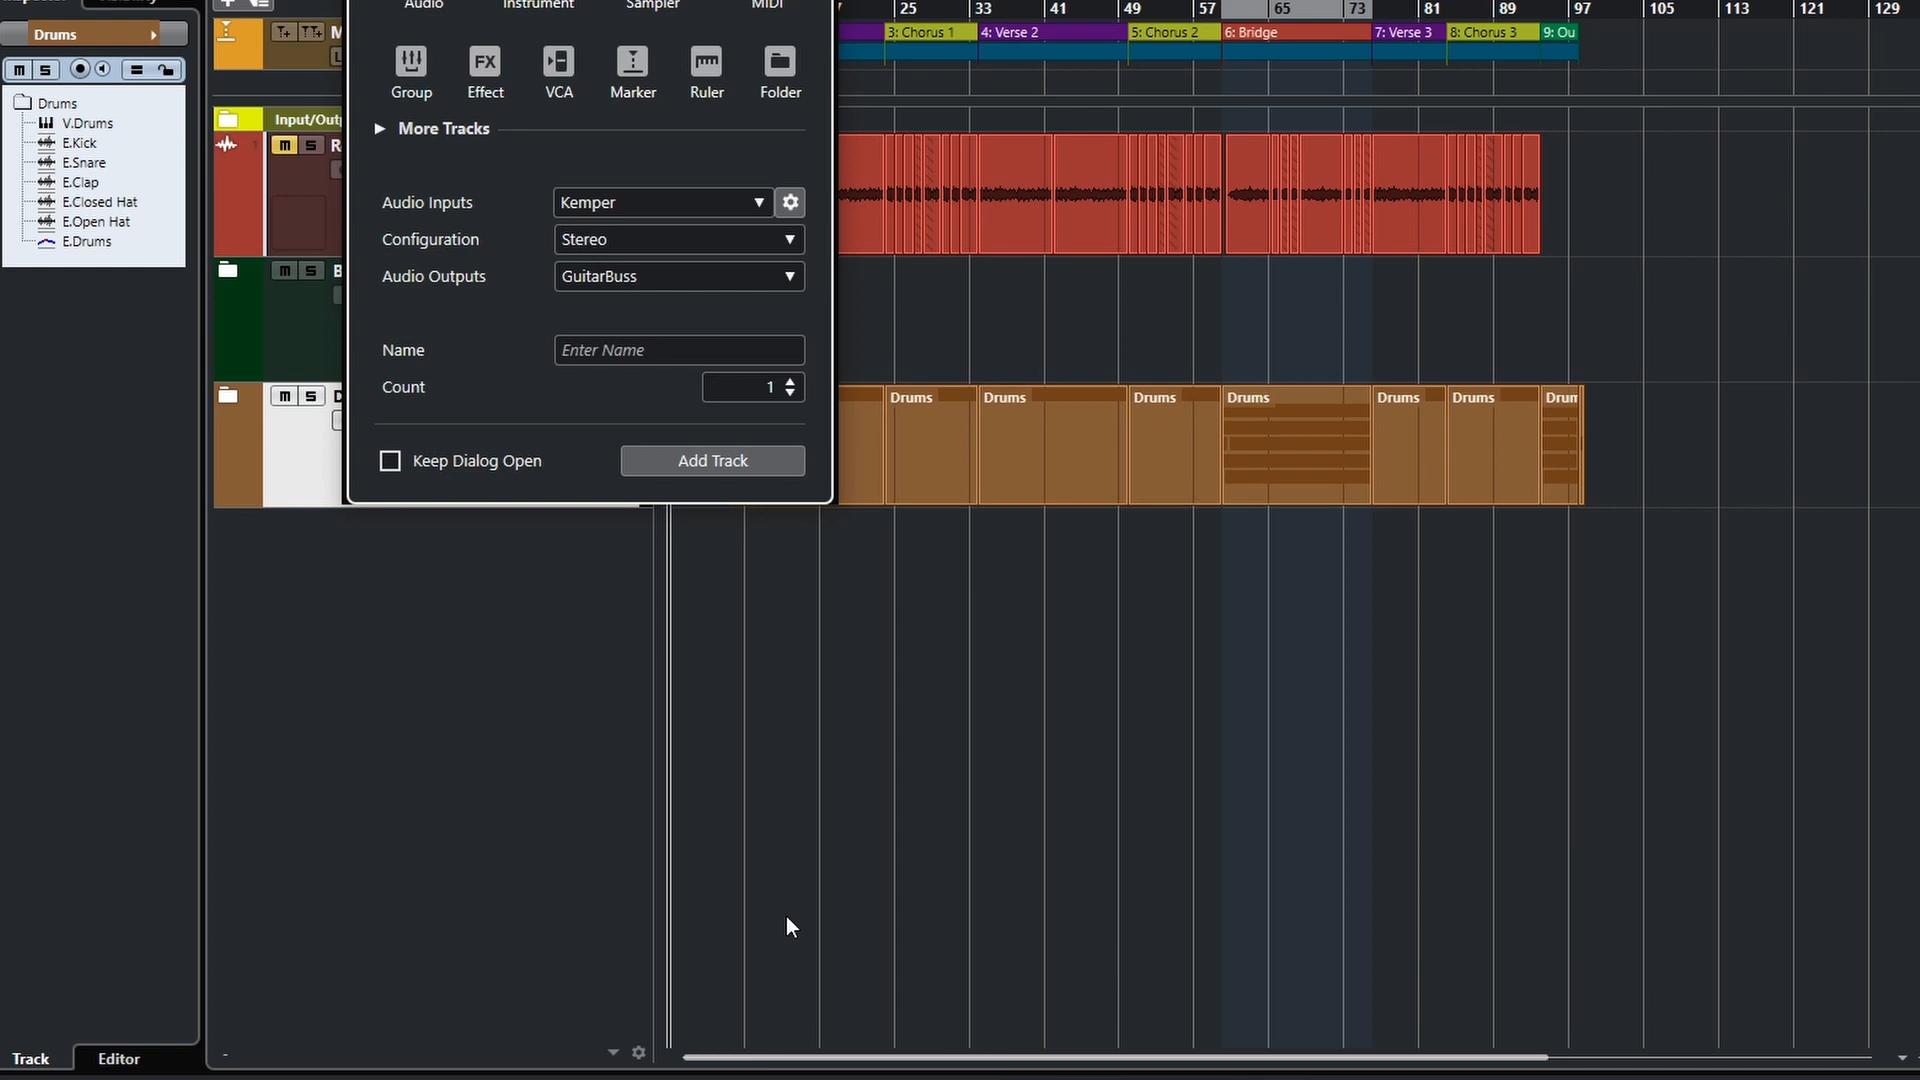 Audio Instrument Sampler MIDI
25 33 41 49 57 65 73 81 89 97 105 113 121 129
Drums
3: Chorus 1 4: Verse 2 5: Chorus 2 6: Bridge 7: Verse 3 8: Chorus 3 9: Ou
m S
Group Effect VCA Marker Ruler Folder
Drums
V.Drums
E.Kick
E.Snare
E.Clap
E.Closed Hat
E.Open Hat
E.Drums
Input/Outp
m S R
m S B
m S D
FX
More Tracks
Audio Inputs Kemper
Configuration Stereo
Audio Outputs GuitarBuss
Name Enter Name
Count 1
Keep Dialog Open Add Track
Drums Drums Drums Drums Drums Drums Drum
Track Editor